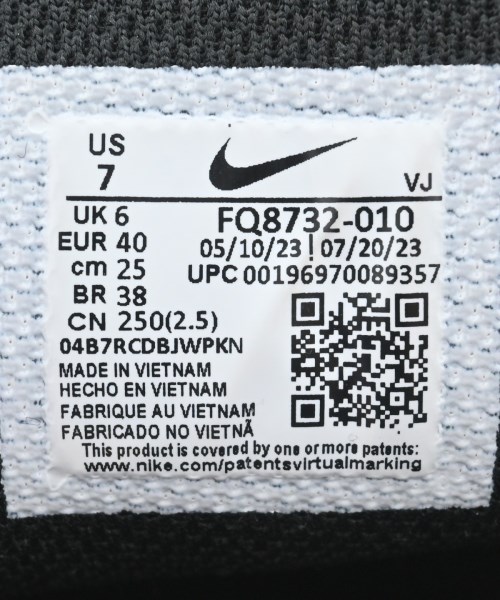 US
7
VJ
UK 6
EUR 40
cm 25
BR 38
CN 250(2.5)
FQ8732-010
05/10/23 | 07/20/23
UPC 00196970089357
04B7RCDBJWPKN
MADE IN VIETNAM
HECHO EN VIETNAM
FABRIQUE AU VIETNAM
FABRICADO NO VIETNÃ
This product is covered by one or more patents:
www.nike.com/patentsvirtualmarking